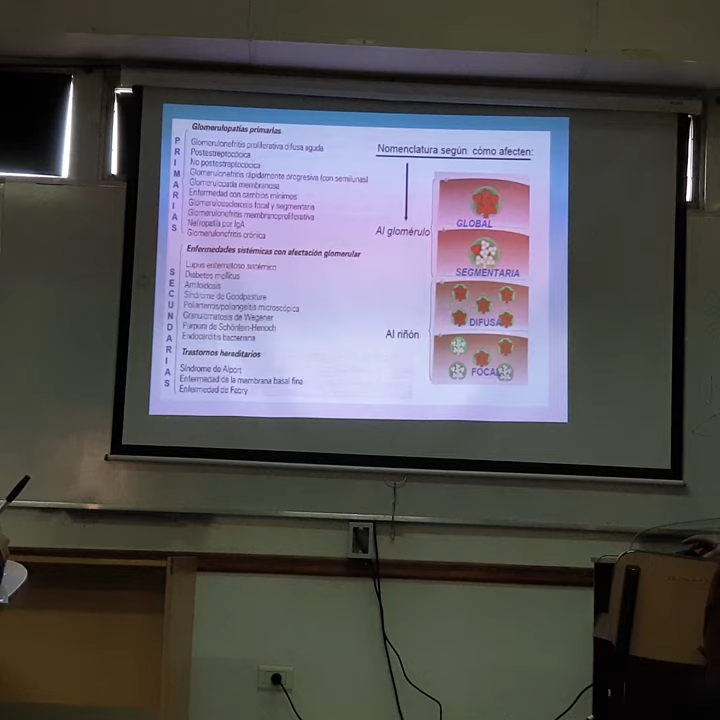 Glomerulopatías primarias
PRIMARIAS
Glomerulonefritis proliferativa difusa aguda
Postestreptocócica
No postestreptocócica
Glomerulonefritis rápidamente progresiva (con semilunas)
Glomerulopatía membranosa
Enfermedad con cambios mínimos
Glomeruloesclerosis focal y segmentaria
Glomerulonefritis membranoproliferativa
Nefropatía por IgA
Glomerulonefritis crónica
Enfermedades sistémicas con afectación glomerular
SECUNDARIAS
Lupus eritematoso sistémico
Diabetes mellitus
Amiloidosis
Síndrome de Goodpasture
Poliarteritis/poliangeítis microscópica
Granulomatosis de Wegener
Púrpura de Schönlein-Henoch
Endocarditis bacteriana
Trastornos hereditarios
Síndrome de Alport
Enfermedad de la membrana basal fina
Enfermedad de Fabry
Nomenclatura según cómo afecten:
Al glomérulo
GLOBAL
SEGMENTARIA
Al riñón
DIFUSA
FOCAL